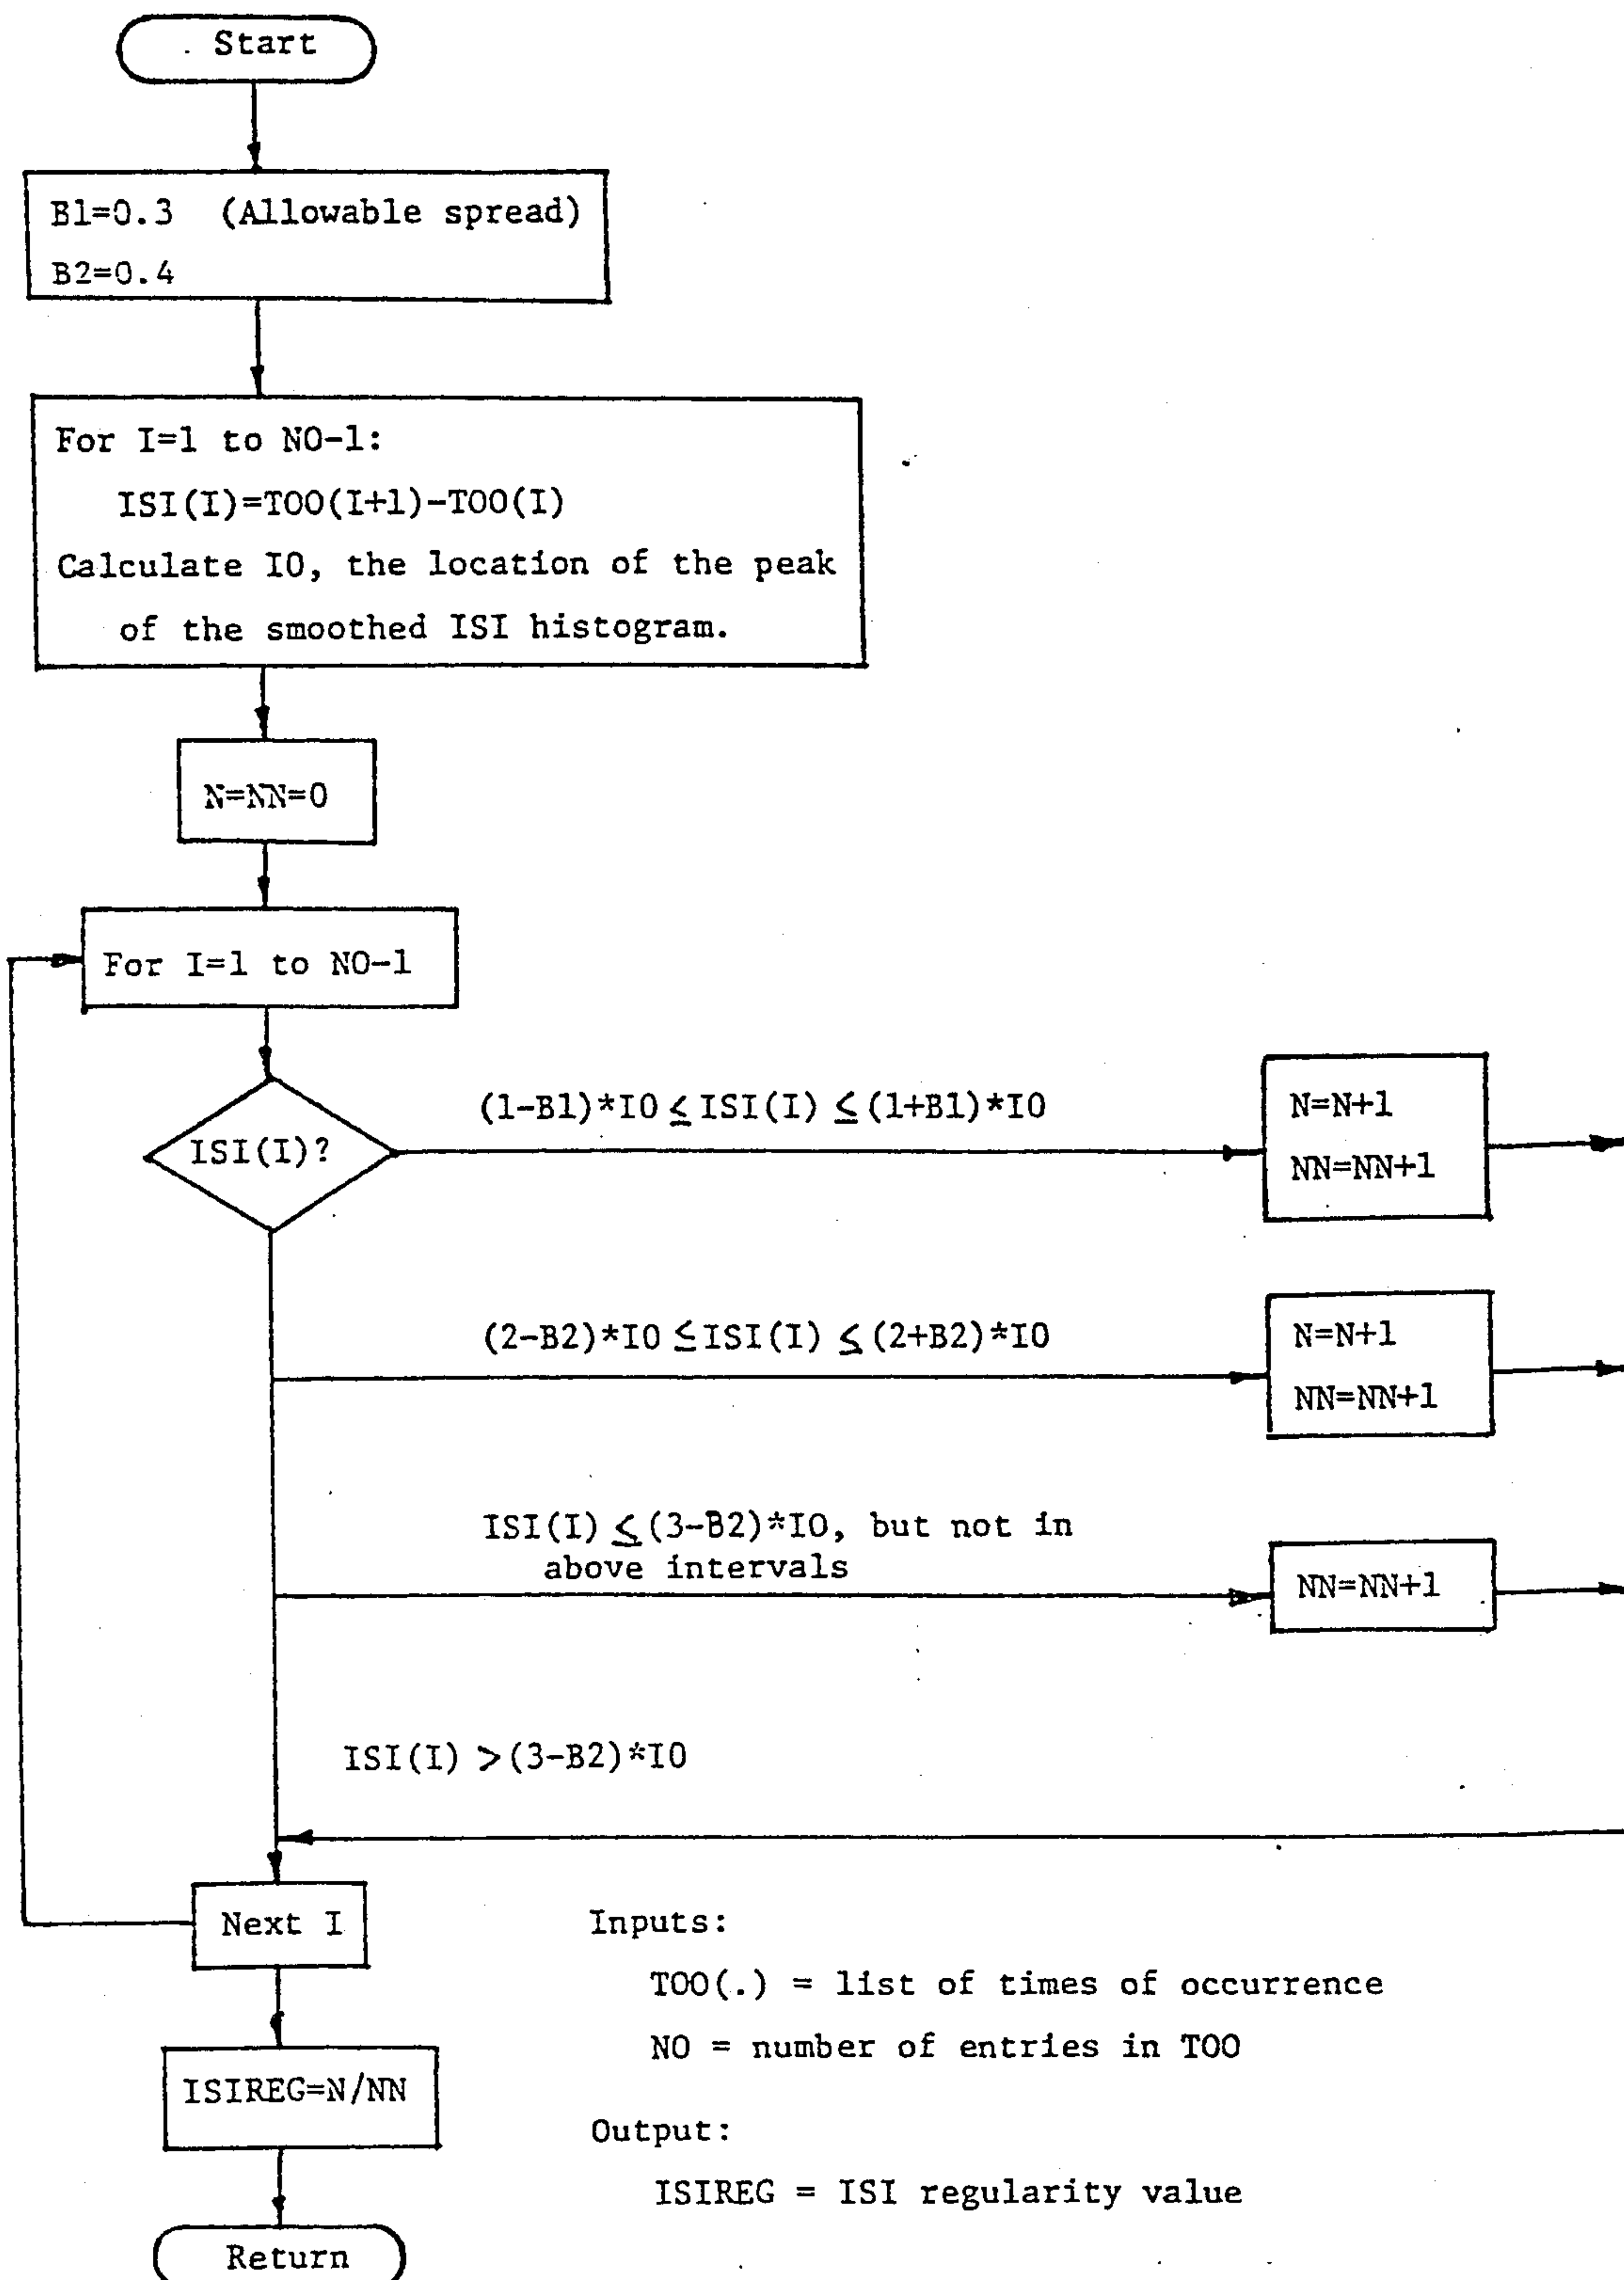 Start
B1=0.3 (Allowable spread)
B2=0.4
For I=1 to NO-1:
ISI(I)=TOO(I+1)-TOO(I)
Calculate IO, the location of the peak
of the smoothed ISI histogram.
N=NN=0
For I=1 to NO-1
ISI(I)?
(1-B1)*IO ≤ ISI(I) ≤ (1+B1)*IO
N=N+1
NN=NN+1
(2-B2)*IO ≤ ISI(I) ≤ (2+B2)*IO
N=N+1
NN=NN+1
ISI(I) ≤ (3-B2)*IO, but not in
above intervals
NN=NN+1
ISI(I) > (3-B2)*IO
Next I
Inputs:
TOO(.) = list of times of occurrence
NO = number of entries in TOO
ISIREG=N/NN
Output:
ISIREG = ISI regularity value
Return